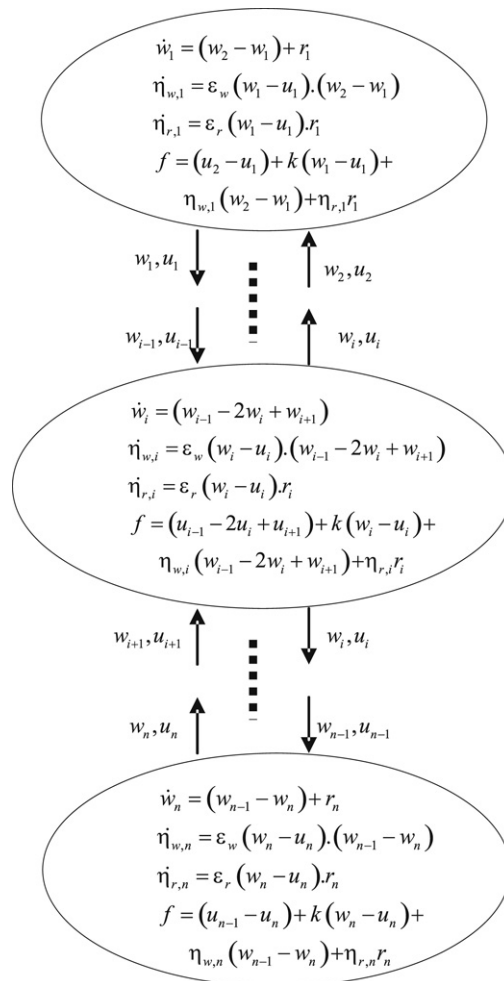 ẇ₁ = (w₂ − w₁) + r₁
η̇_{w,1} = ε_w (w₁ − u₁).(w₂ − w₁)
η̇_{r,1} = ε_r (w₁ − u₁).r₁
f = (u₂ − u₁) + k(w₁ − u₁) +
η_{w,1} (w₂ − w₁) + η_{r,1} r₁
w₁, u₁
w₂, u₂
w_{i−1}, u_{i−1}
w_i, u_i
ẇ_i = (w_{i−1} − 2w_i + w_{i+1})
η̇_{w,i} = ε_w (w_i − u_i).(w_{i−1} − 2w_i + w_{i+1})
η̇_{r,i} = ε_r (w_i − u_i).r_i
f = (u_{i−1} − 2u_i + u_{i+1}) + k(w_i − u_i) +
η_{w,i} (w_{i−1} − 2w_i + w_{i+1}) + η_{r,i} r_i
w_{i+1}, u_{i+1}
w_i, u_i
w_n, u_n
w_{n−1}, u_{n−1}
ẇ_n = (w_{n−1} − w_n) + r_n
η̇_{w,n} = ε_w (w_n − u_n).(w_{n−1} − w_n)
η̇_{r,n} = ε_r (w_n − u_n).r_n
f = (u_{n−1} − u_n) + k(w_n − u_n) +
η_{w,n} (w_{n−1} − w_n) + η_{r,n} r_n